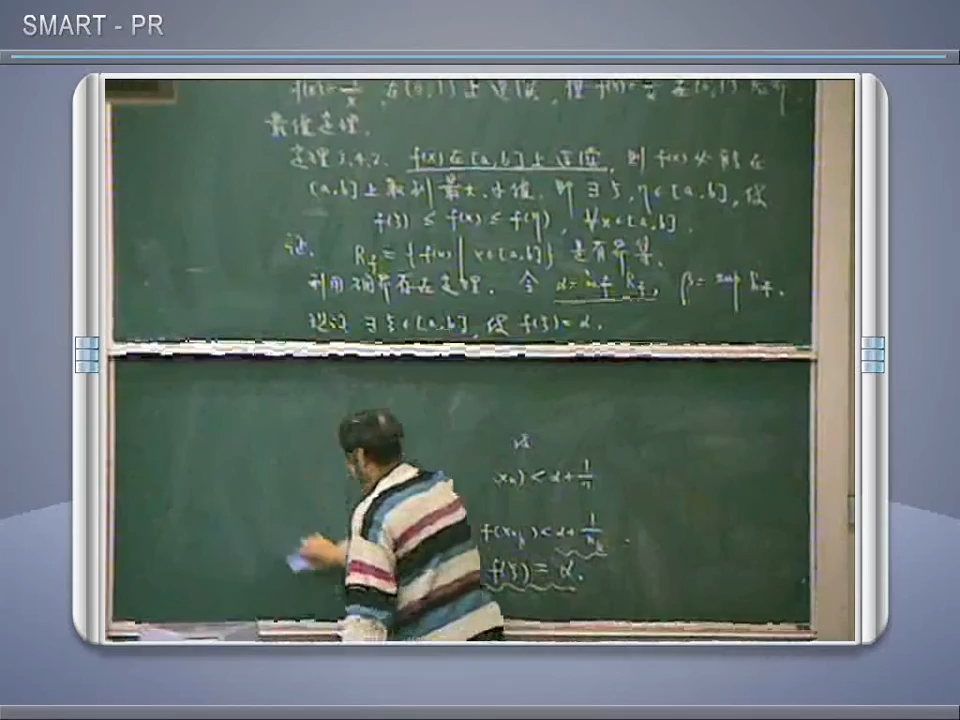 SMART - PR
f(x)=1/x, 在(0,1)上连续, 但 f(x)=1/x 在(0,1)
最值定理.
定理3.4.2. f(x)在[a,b]上连续, 则 f(x)必能在
[a,b]上取到最大、小值. 即∃ξ,η∈[a,b], 使
f(ξ) ≤ f(x) ≤ f(η), ∀x∈[a,b].
证. R_f = {f(x) | x∈[a,b]} 是有界集.
利用确界存在定理. 令 α=inf R_f, β=sup R_f.
现证∃ξ∈[a,b], 使 f(ξ)=α.
x_n) < α+1/n
f(x_{n_k}) < α+1/n_k.
f(ξ) = α.